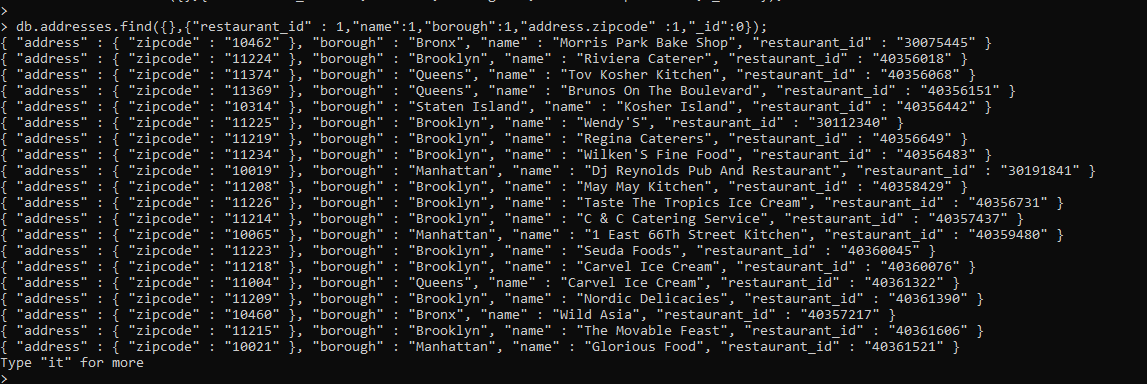 >
> db.addresses.find({},{"restaurant_id" : 1,"name":1,"borough":1,"address.zipcode" :1,"_id":0});
{ "address" : { "zipcode" : "10462" }, "borough" : "Bronx", "name" : "Morris Park Bake Shop", "restaurant_id" : "30075445" }
{ "address" : { "zipcode" : "11224" }, "borough" : "Brooklyn", "name" : "Riviera Caterer", "restaurant_id" : "40356018" }
{ "address" : { "zipcode" : "11374" }, "borough" : "Queens", "name" : "Tov Kosher Kitchen", "restaurant_id" : "40356068" }
{ "address" : { "zipcode" : "11369" }, "borough" : "Queens", "name" : "Brunos On The Boulevard", "restaurant_id" : "40356151" }
{ "address" : { "zipcode" : "10314" }, "borough" : "Staten Island", "name" : "Kosher Island", "restaurant_id" : "40356442" }
{ "address" : { "zipcode" : "11225" }, "borough" : "Brooklyn", "name" : "Wendy'S", "restaurant_id" : "30112340" }
{ "address" : { "zipcode" : "11219" }, "borough" : "Brooklyn", "name" : "Regina Caterers", "restaurant_id" : "40356649" }
{ "address" : { "zipcode" : "11234" }, "borough" : "Brooklyn", "name" : "Wilken'S Fine Food", "restaurant_id" : "40356483" }
{ "address" : { "zipcode" : "10019" }, "borough" : "Manhattan", "name" : "Dj Reynolds Pub And Restaurant", "restaurant_id" : "30191841" }
{ "address" : { "zipcode" : "11208" }, "borough" : "Brooklyn", "name" : "May May Kitchen", "restaurant_id" : "40358429" }
{ "address" : { "zipcode" : "11226" }, "borough" : "Brooklyn", "name" : "Taste The Tropics Ice Cream", "restaurant_id" : "40356731" }
{ "address" : { "zipcode" : "11214" }, "borough" : "Brooklyn", "name" : "C & C Catering Service", "restaurant_id" : "40357437" }
{ "address" : { "zipcode" : "10065" }, "borough" : "Manhattan", "name" : "1 East 66Th Street Kitchen", "restaurant_id" : "40359480" }
{ "address" : { "zipcode" : "11223" }, "borough" : "Brooklyn", "name" : "Seuda Foods", "restaurant_id" : "40360045" }
{ "address" : { "zipcode" : "11218" }, "borough" : "Brooklyn", "name" : "Carvel Ice Cream", "restaurant_id" : "40360076" }
{ "address" : { "zipcode" : "11004" }, "borough" : "Queens", "name" : "Carvel Ice Cream", "restaurant_id" : "40361322" }
{ "address" : { "zipcode" : "11209" }, "borough" : "Brooklyn", "name" : "Nordic Delicacies", "restaurant_id" : "40361390" }
{ "address" : { "zipcode" : "10460" }, "borough" : "Bronx", "name" : "Wild Asia", "restaurant_id" : "40357217" }
{ "address" : { "zipcode" : "11215" }, "borough" : "Brooklyn", "name" : "The Movable Feast", "restaurant_id" : "40361606" }
{ "address" : { "zipcode" : "10021" }, "borough" : "Manhattan", "name" : "Glorious Food", "restaurant_id" : "40361521" }
Type "it" for more
>